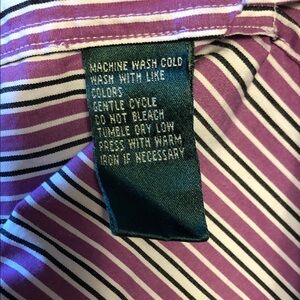 MACHINE WASH COLD
WASH WITH LIKE
COLORS
GENTLE CYCLE
DO NOT BLEACH
TUMBLE DRY LOW
PRESS WITH WARM
IRON IF NECESSARY